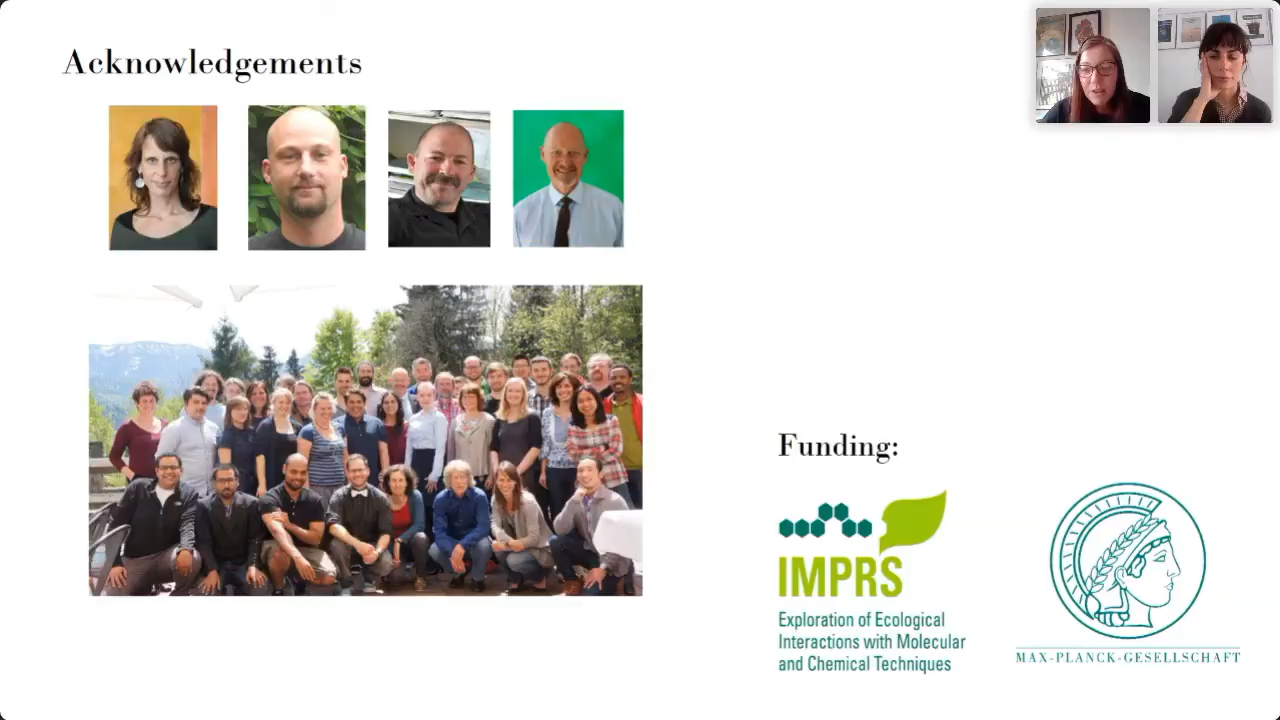 Acknowledgements
Funding:
IMPRS
Exploration of Ecological
Interactions with Molecular
and Chemical Techniques
MAX-PLANCK-GESELLSCHAFT